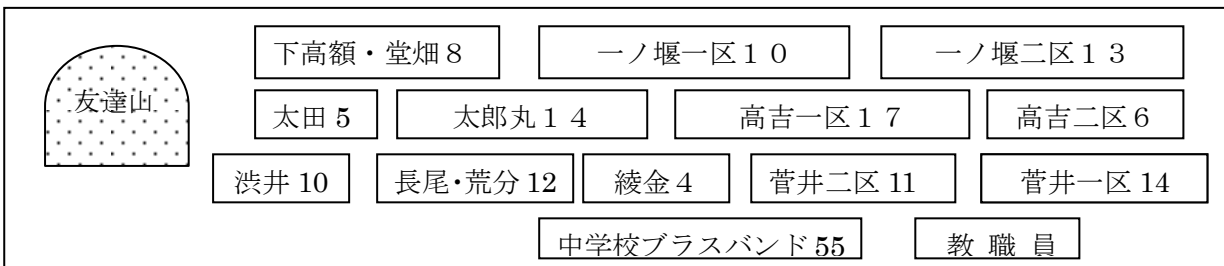 下高額・堂畑８ 一ノ堰一区１０ 一ノ堰二区１３
友達山 太田 5 太郎丸１４ 高吉一区１７ 高吉二区６
渋井 10 長尾・荒分 12 綾金４ 菅井二区 11 菅井一区 14
中学校ブラスバンド 55 教 職 員